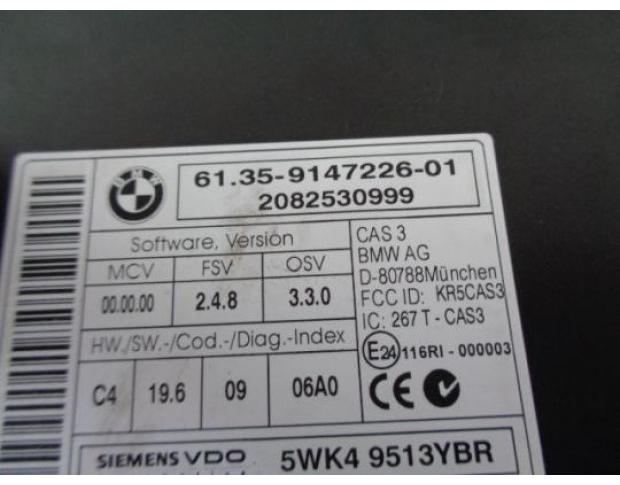 BMW
61.35-9147226-01
2082530999
Software, Version
MCV FSV OSV
00.00.00 2.4.8 3.3.0
HW./SW.-/Cod.-/Diag.-Index
C4 19.6 09 06A0
CAS 3
BMW AG
D-80788München
FCC ID: KR5CAS3
IC: 267 T - CAS3
E24 116RI - 000003
CE
SIEMENS VDO 5WK4 9513YBR